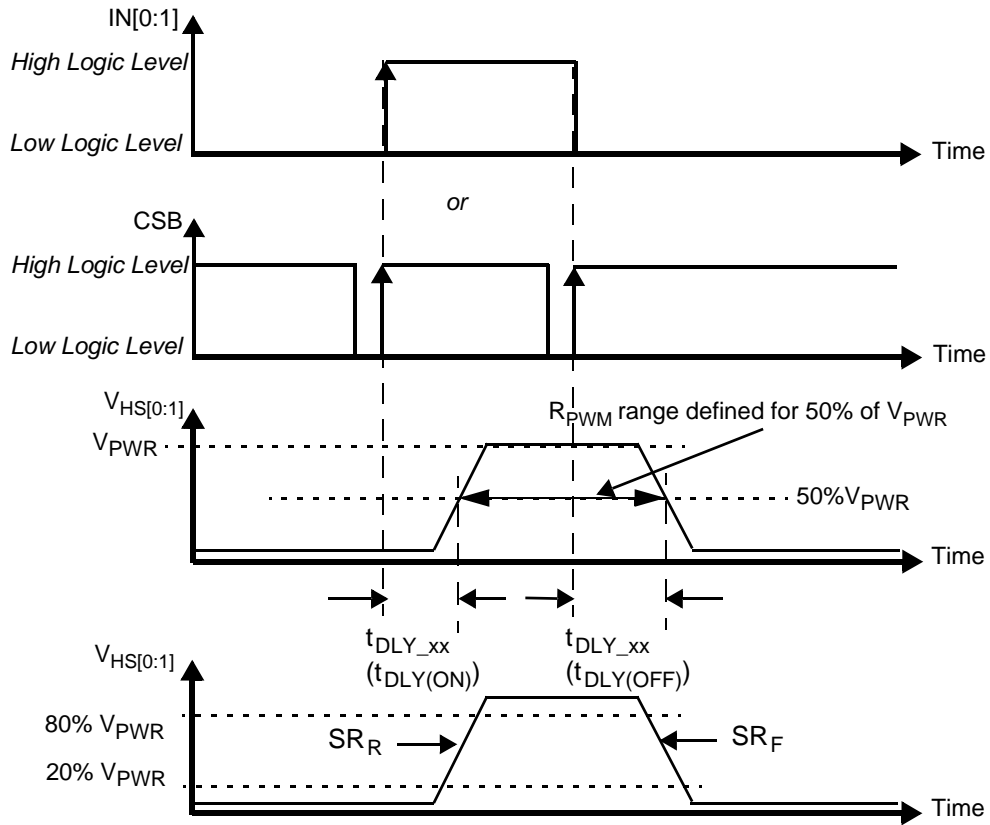 IN[0:1]
High Logic Level
Low Logic Level
Time
or
CSB
High Logic Level
Low Logic Level
Time
VHS[0:1]
RPWM range defined for 50% of VPWR
VPWR
50%VPWR
Time
tDLY_xx
(tDLY(ON))
tDLY_xx
(tDLY(OFF))
VHS[0:1]
80% VPWR
SRR
SRF
20% VPWR
Time